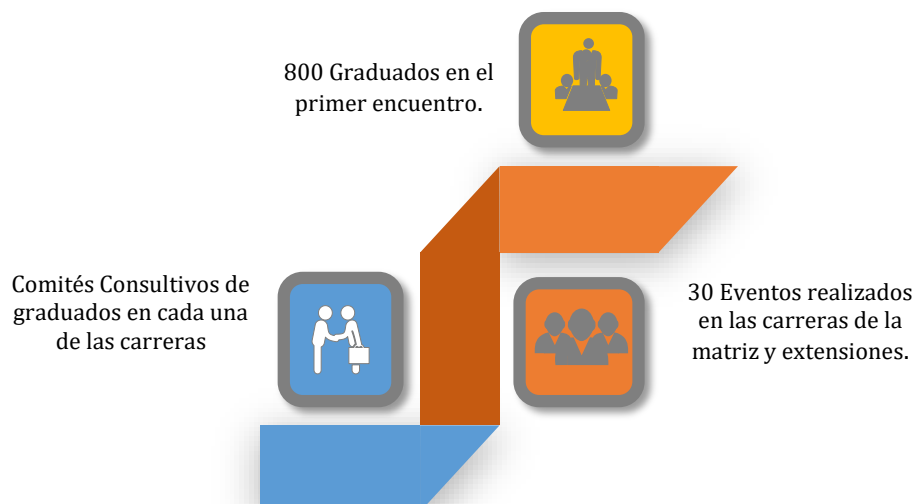 800 Graduados en el
primer encuentro.
Comités Consultivos de
graduados en cada una
de las carreras
30 Eventos realizados
en las carreras de la
matriz y extensiones.